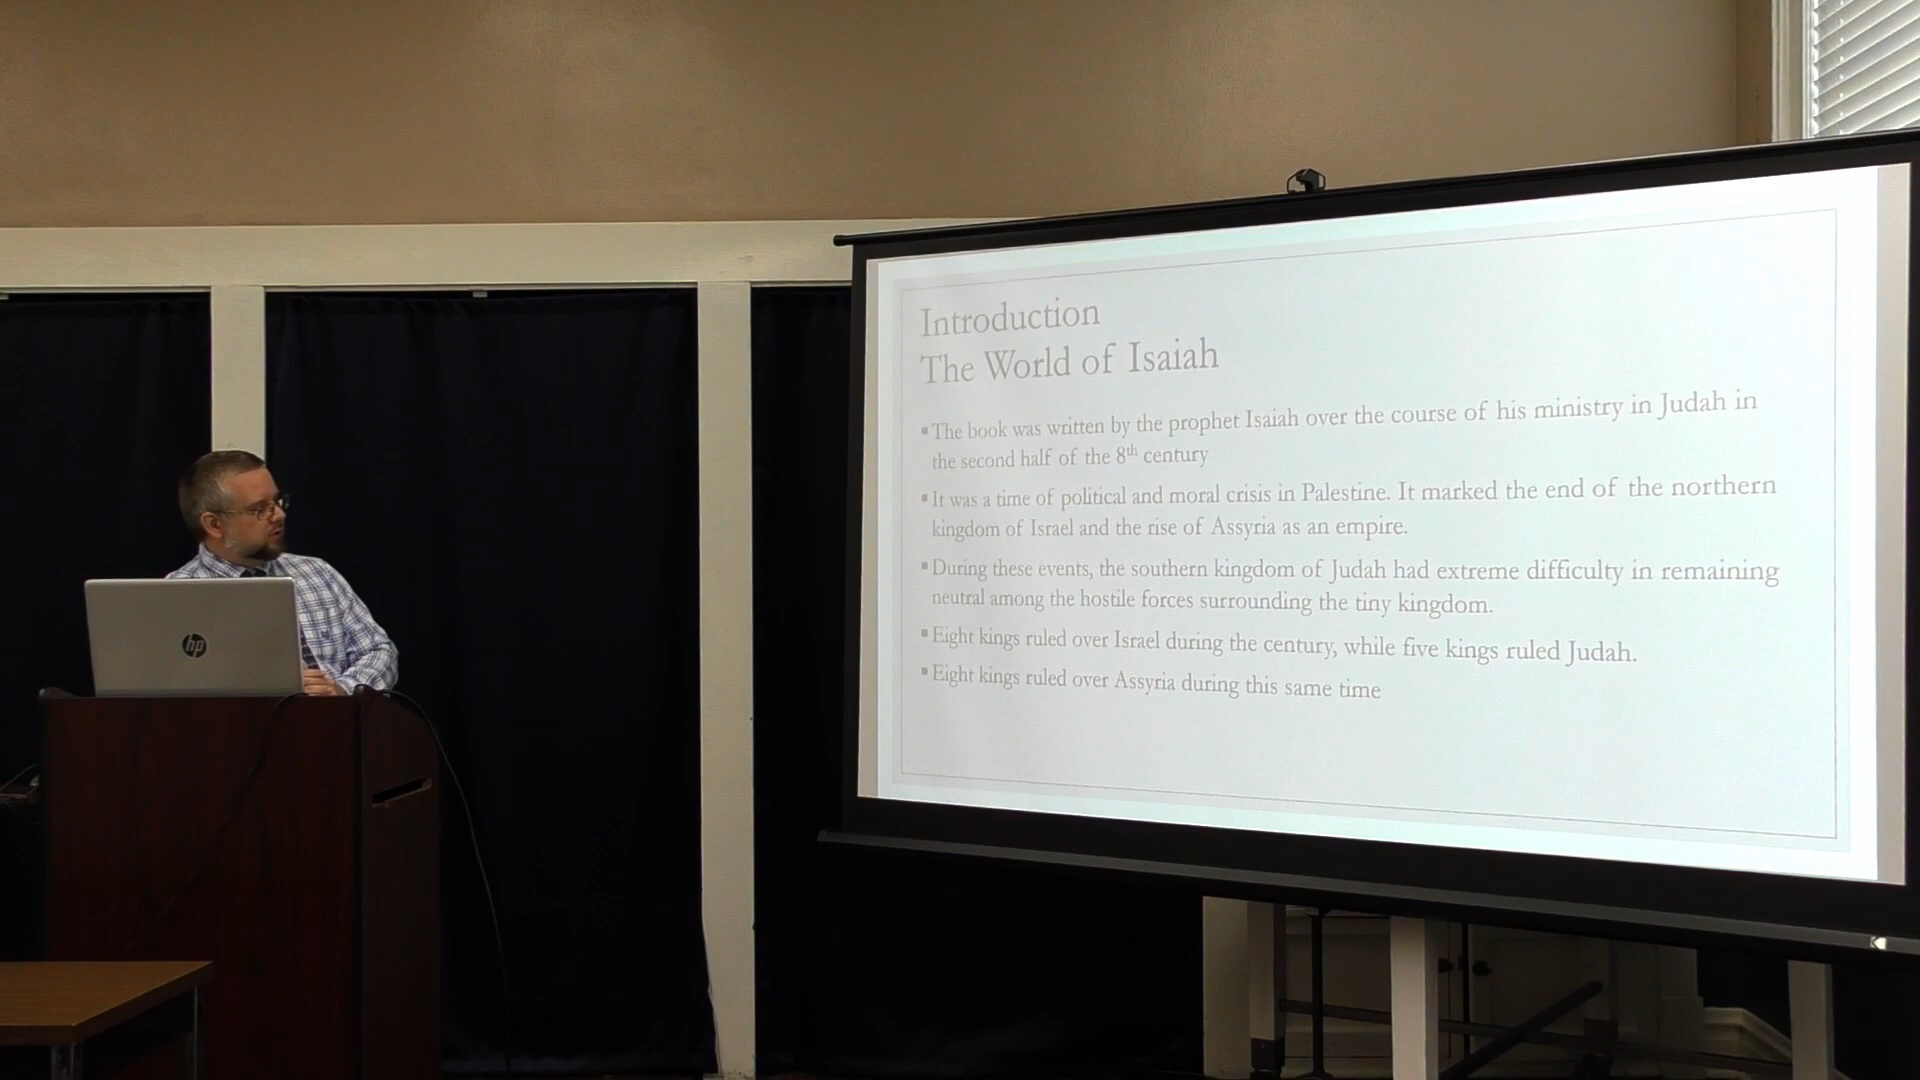 Introduction
The World of Isaiah
▪The book was written by the prophet Isaiah over the course of his ministry in Judah in
the second half of the 8th century
▪It was a time of political and moral crisis in Palestine. It marked the end of the northern
kingdom of Israel and the rise of Assyria as an empire.
▪During these events, the southern kingdom of Judah had extreme difficulty in remaining
neutral among the hostile forces surrounding the tiny kingdom.
▪Eight kings ruled over Israel during the century, while five kings ruled Judah.
▪Eight kings ruled over Assyria during this same time
hp